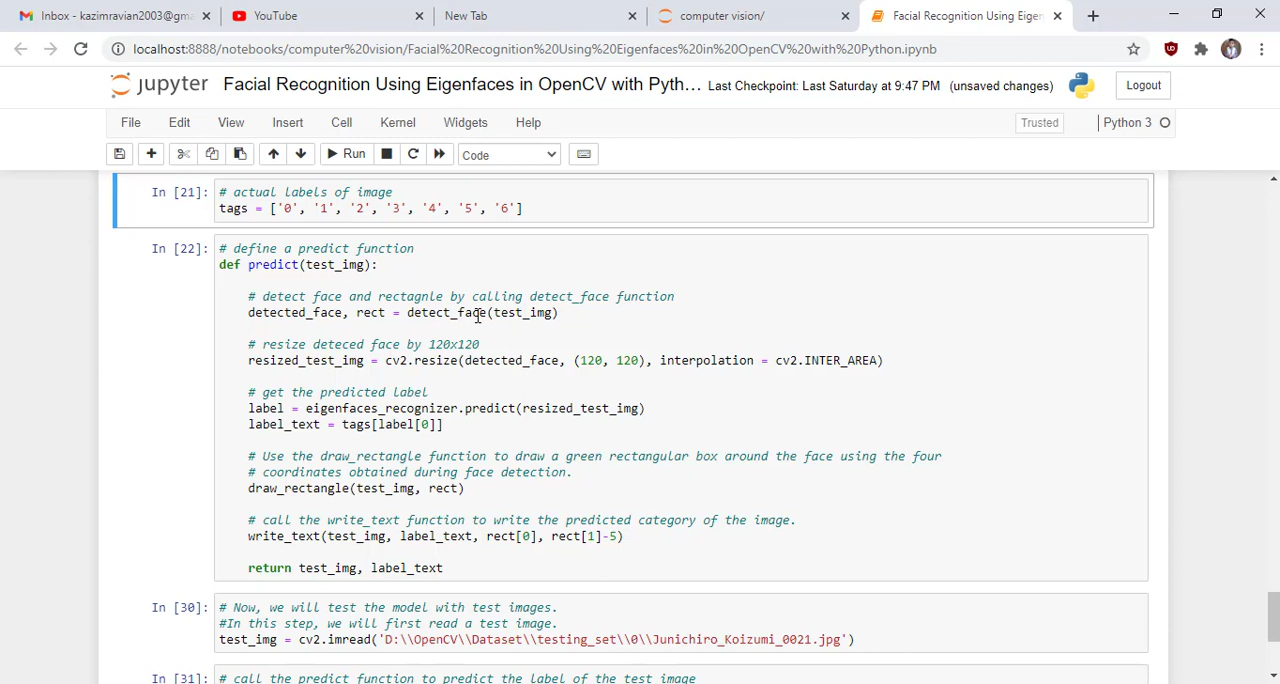 Inbox - kazimravian2003@gma
YouTube
New Tab
computer vision/
Facial Recognition Using Eigen
localhost:8888/notebooks/computer%20vision/Facial%20Recognition%20Using%20Eigenfaces%20in%20OpenCV%20with%20Python.ipynb
jupyter Facial Recognition Using Eigenfaces in OpenCV with Pyth... Last Checkpoint: Last Saturday at 9:47 PM (unsaved changes) Logout
File Edit View Insert Cell Kernel Widgets Help Trusted Python 3
Run Code
In [21]: # actual labels of image
tags = ['0', '1', '2', '3', '4', '5', '6']
In [22]: # define a predict function
def predict(test_img):
# detect face and rectagnle by calling detect_face function
detected_face, rect = detect_face(test_img)
# resize deteced face by 120x120
resized_test_img = cv2.resize(detected_face, (120, 120), interpolation = cv2.INTER_AREA)
# get the predicted label
label = eigenfaces_recognizer.predict(resized_test_img)
label_text = tags[label[0]]
# Use the draw_rectangle function to draw a green rectangular box around the face using the four
# coordinates obtained during face detection.
draw_rectangle(test_img, rect)
# call the write_text function to write the predicted category of the image.
write_text(test_img, label_text, rect[0], rect[1]-5)
return test_img, label_text
In [30]: # Now, we will test the model with test images.
#In this step, we will first read a test image.
test_img = cv2.imread('D:\\OpenCV\\Dataset\\testing_set\\0\\Junichiro_Koizumi_0021.jpg')
In [31]: # call the predict function to predict the label of the test image